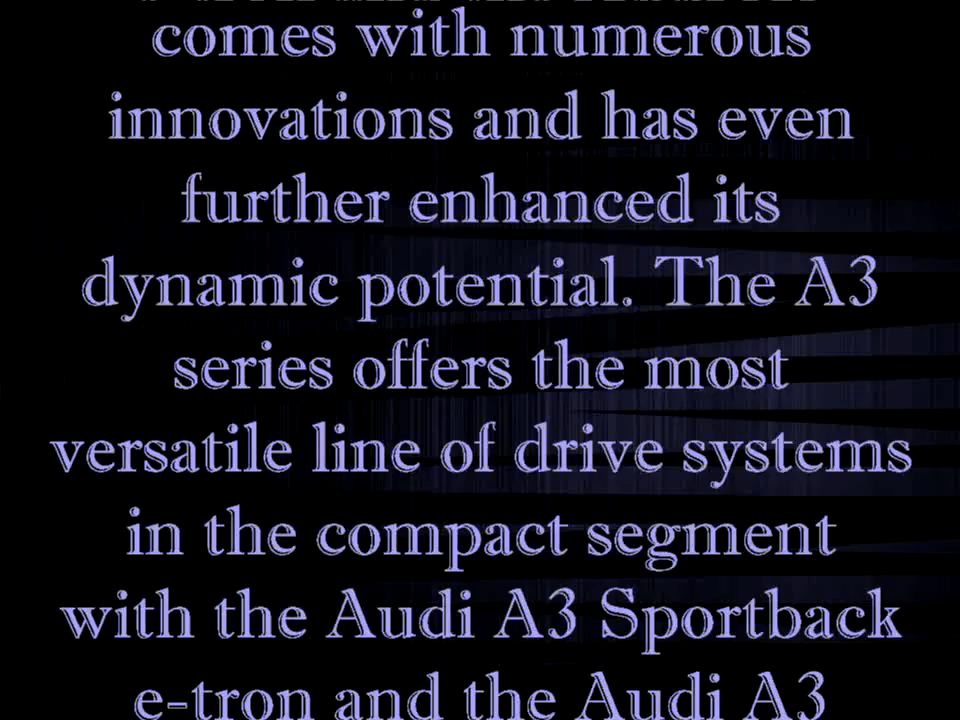 comes with numerous
innovations and has even
further enhanced its
dynamic potential. The A3
series offers the most
versatile line of drive systems
in the compact segment
with the Audi A3 Sportback
e-tron and the Audi A3